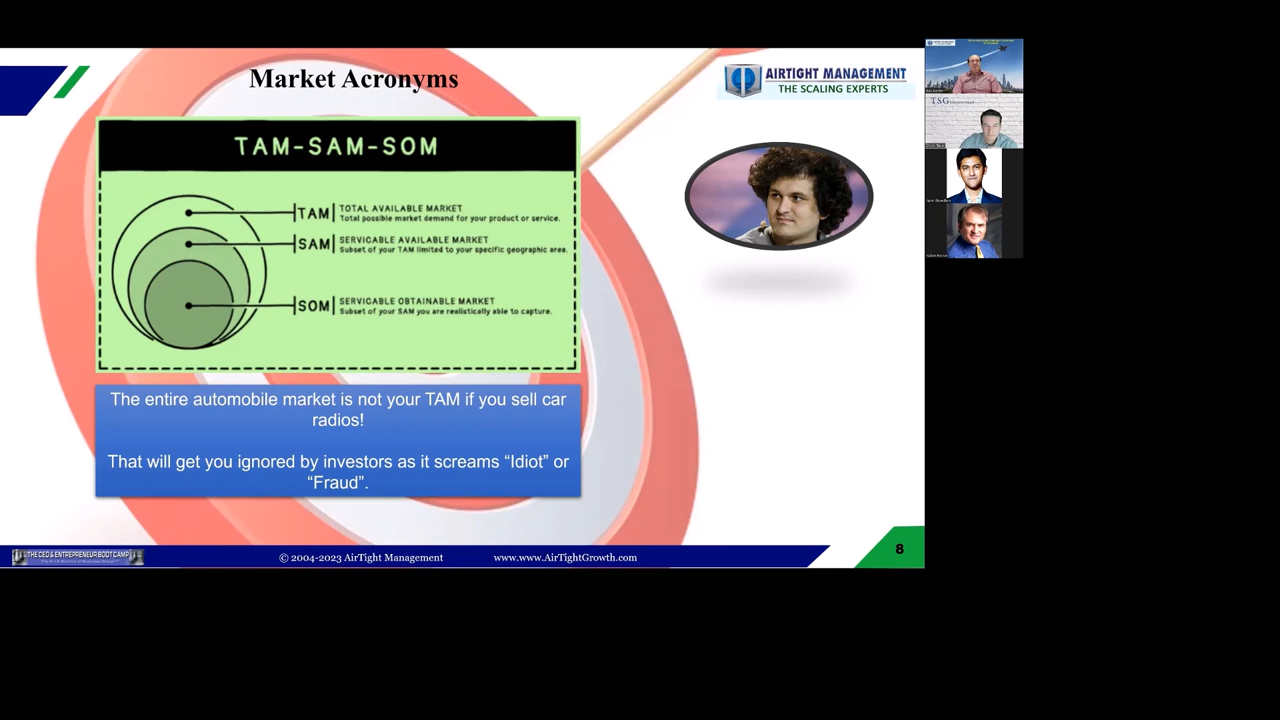 Market Acronyms
AIRTIGHT MANAGEMENT
THE SCALING EXPERTS
TAM-SAM-SOM
TAM
TOTAL AVAILABLE MARKET
Total possible market demand for your product or service.
SAM
SERVICABLE AVAILABLE MARKET
Subset of your TAM limited to your specific geographic area.
SOM
SERVICABLE OBTAINABLE MARKET
Subset of your SAM you are realistically able to capture.
The entire automobile market is not your TAM if you sell car
radios!
That will get you ignored by investors as it screams “Idiot” or
“Fraud”.
THE CEO & ENTREPRENEUR BOOT CAMP
© 2004-2023 AirTight Management
www.www.AirTightGrowth.com
8
TSG